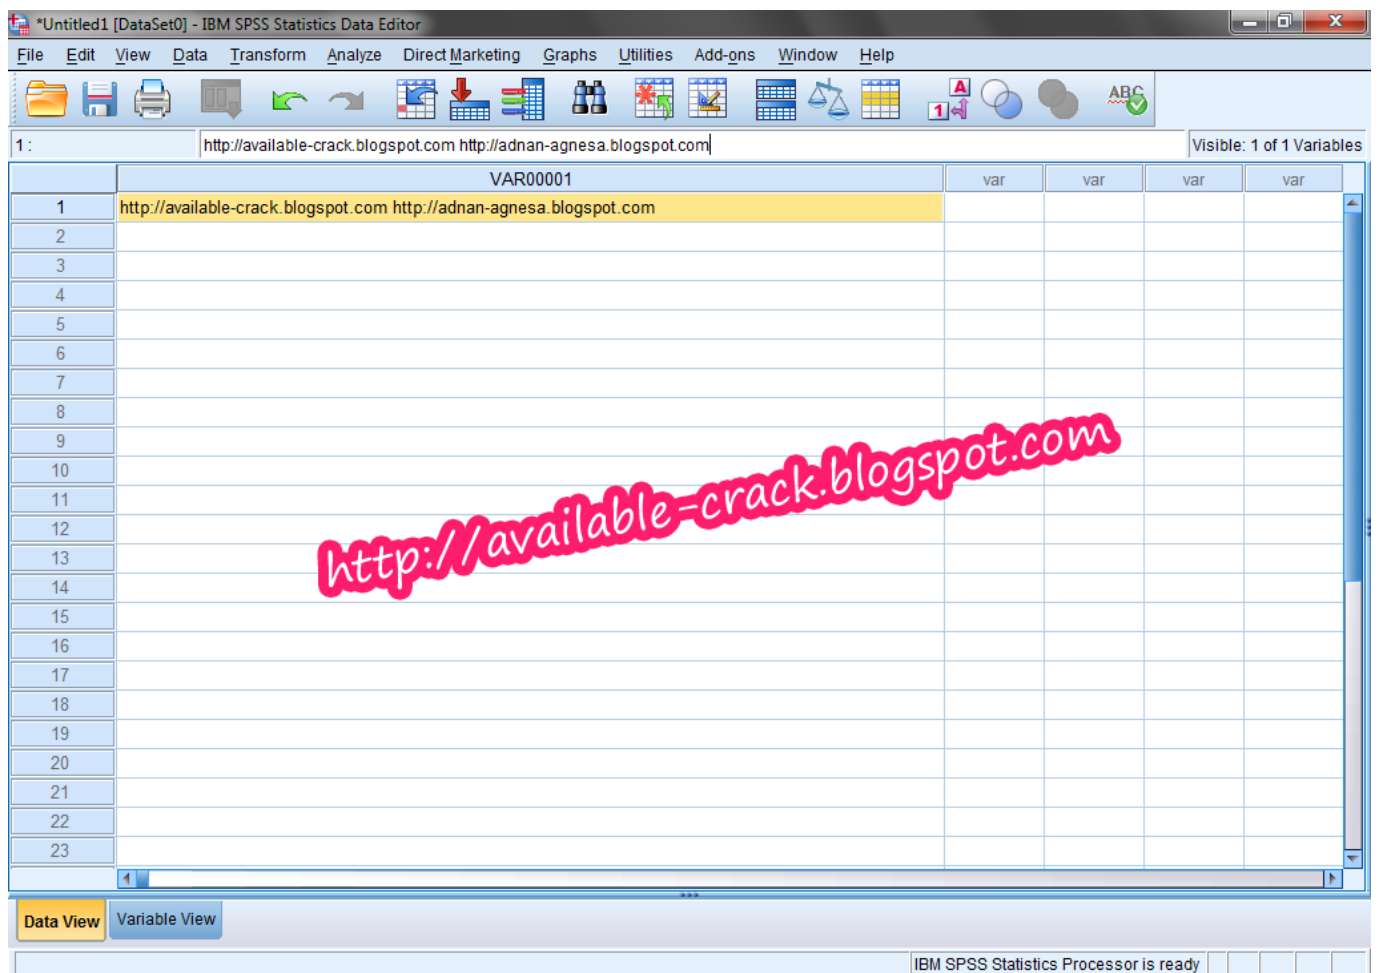 *Untitled1 [DataSet0] - IBM SPSS Statistics Data Editor
File Edit View Data Transform Analyze Direct Marketing Graphs Utilities Add-ons Window Help
A
1
ABC
1 : http://available-crack.blogspot.com http://adnan-agnesa.blogspot.com Visible: 1 of 1 Variables
VAR00001 var var var var
1 http://available-crack.blogspot.com http://adnan-agnesa.blogspot.com
2
3
4
5
6
7
8
9
10
11
12
13
14
15
16
17
18
19
20
21
22
23
http://available-crack.blogspot.com
Data View Variable View
IBM SPSS Statistics Processor is ready